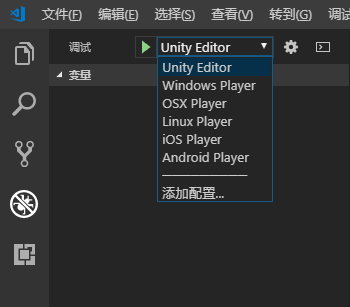 文件(F) 编辑(E) 选择(S) 查看(V) 转到(G) 调试
调试 Unity Editor
变量
Unity Editor
Windows Player
OSX Player
Linux Player
iOS Player
Android Player
添加配置...